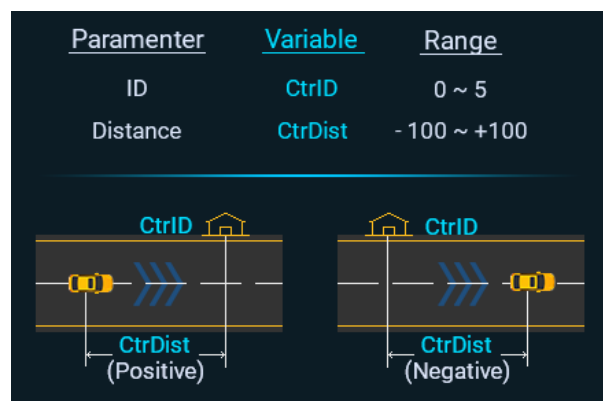 Paramenter Variable Range
ID CtrID 0 ~ 5
Distance CtrDist - 100 ~ +100
CtrID CtrID
CtrDist CtrDist
(Positive) (Negative)